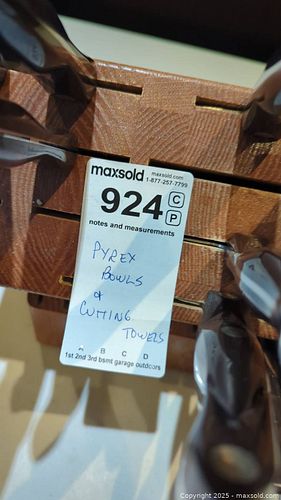 maxsold maxsold.com
1-877-257-7799
924 C
P
notes and measurements
PYREX
BOWLS
&
CUTTING
TOWELS
A B C D
1st 2nd 3rd bsmt garage outdoors
Copyright 2025 - maxsold.com